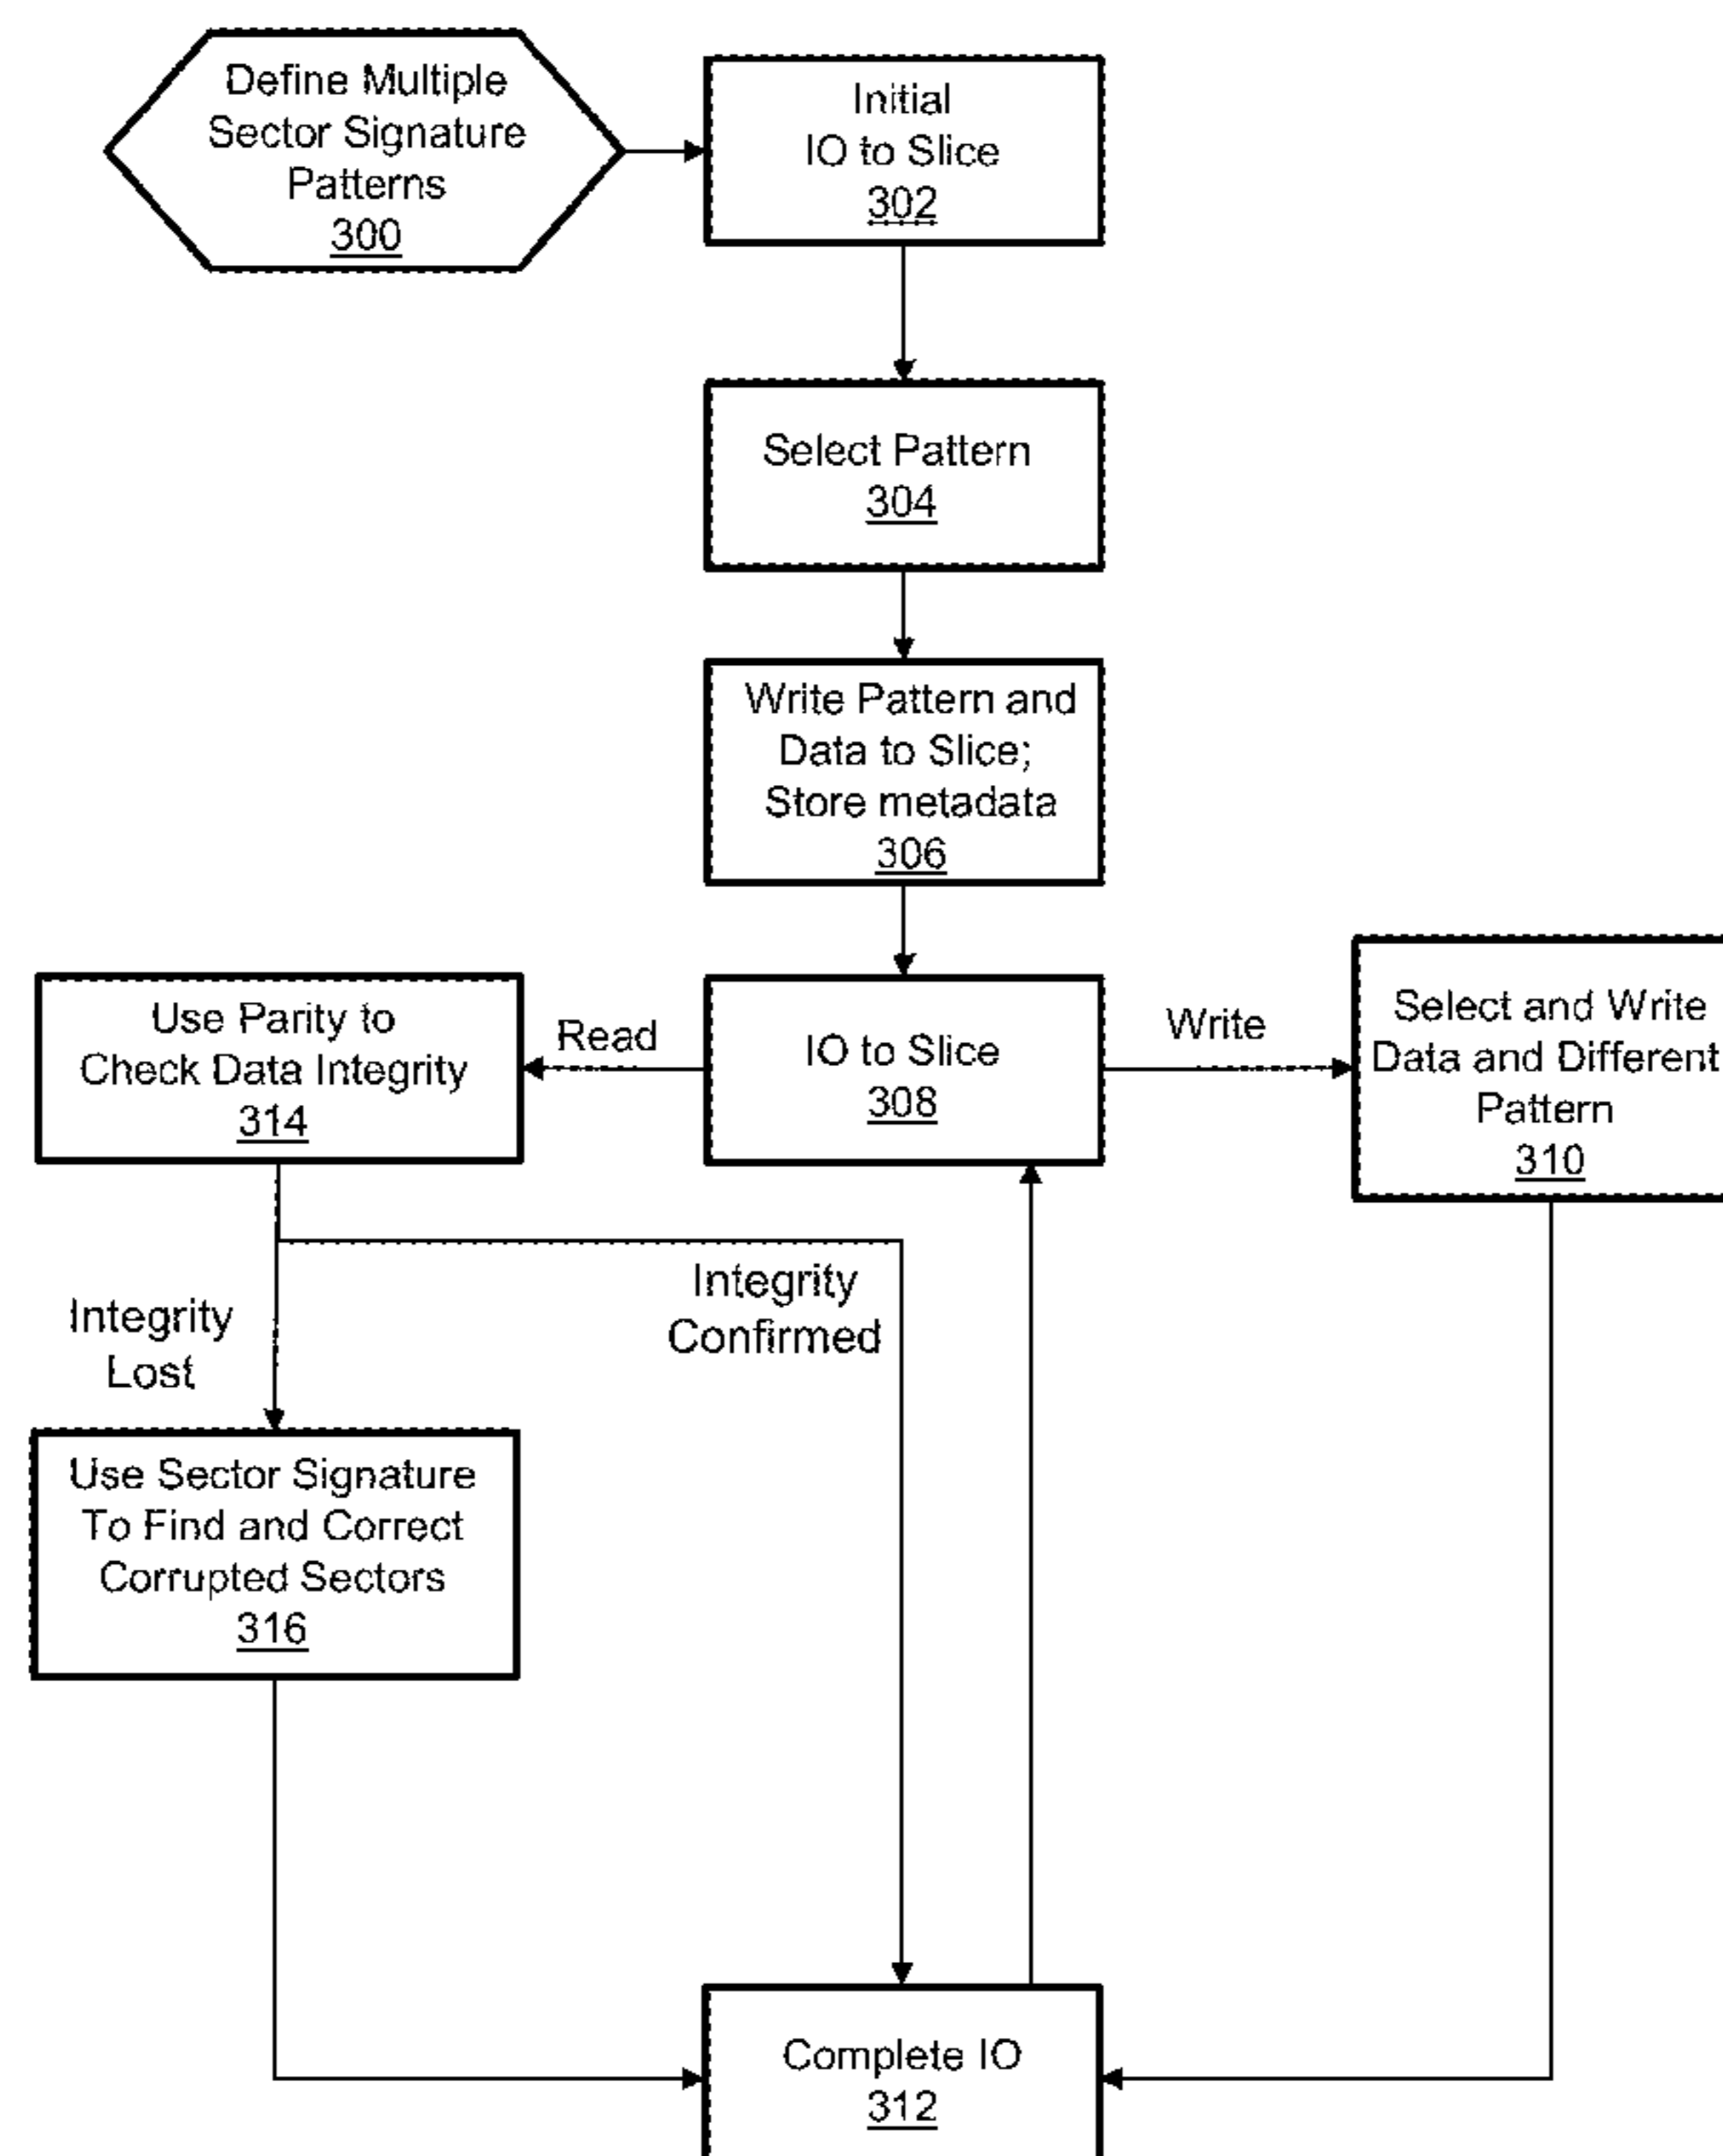 Define Multiple
Sector Signature
Patterns
300
Initial
IO to Slice
302
Select Pattern
304
Write Pattern and
Data to Slice;
Store metadata
306
Use Parity to
Check Data Integrity
314
Read
IO to Slice
308
Write
Select and Write
Data and Different
Pattern
310
Integrity
Lost
Integrity
Confirmed
Use Sector Signature
To Find and Correct
Corrupted Sectors
316
Complete IO
312